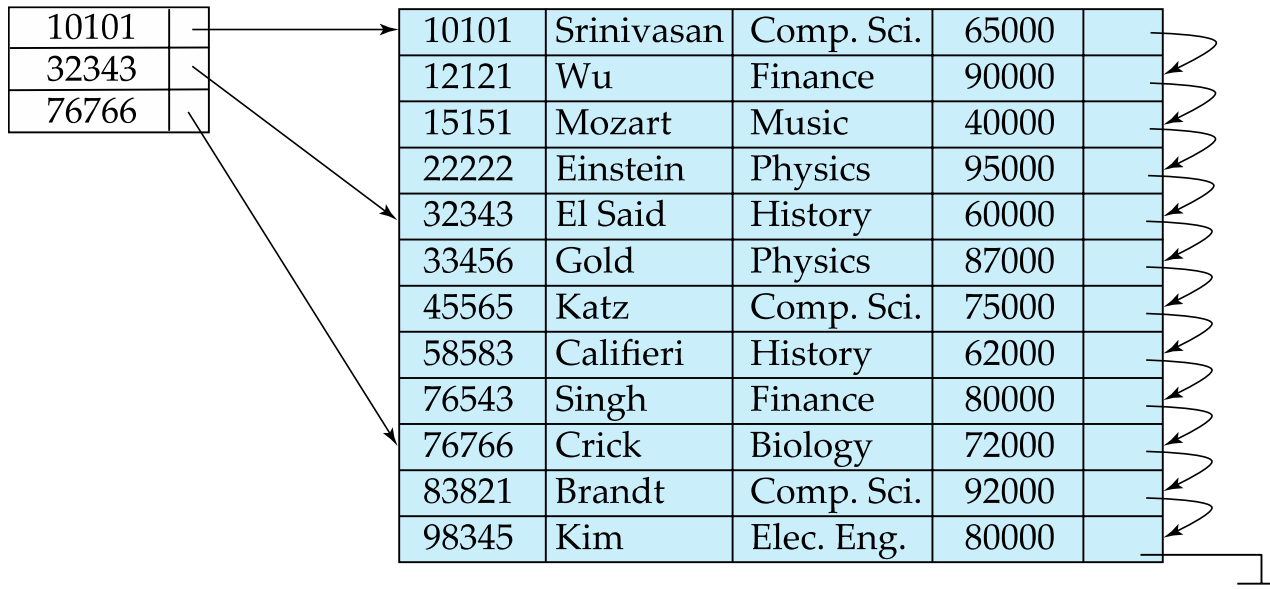 10101
32343
76766
10101 Srinivasan Comp. Sci. 65000
12121 Wu Finance 90000
15151 Mozart Music 40000
22222 Einstein Physics 95000
32343 El Said History 60000
33456 Gold Physics 87000
45565 Katz Comp. Sci. 75000
58583 Califieri History 62000
76543 Singh Finance 80000
76766 Crick Biology 72000
83821 Brandt Comp. Sci. 92000
98345 Kim Elec. Eng. 80000